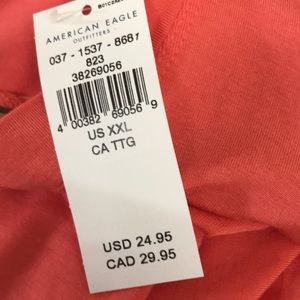 AMERICAN EAGLE
OUTFITTERS
037 - 1537 - 8681
823
38269056
4 00382 69056 9
US XXL
CA TTG
USD 24.95
CAD 29.95